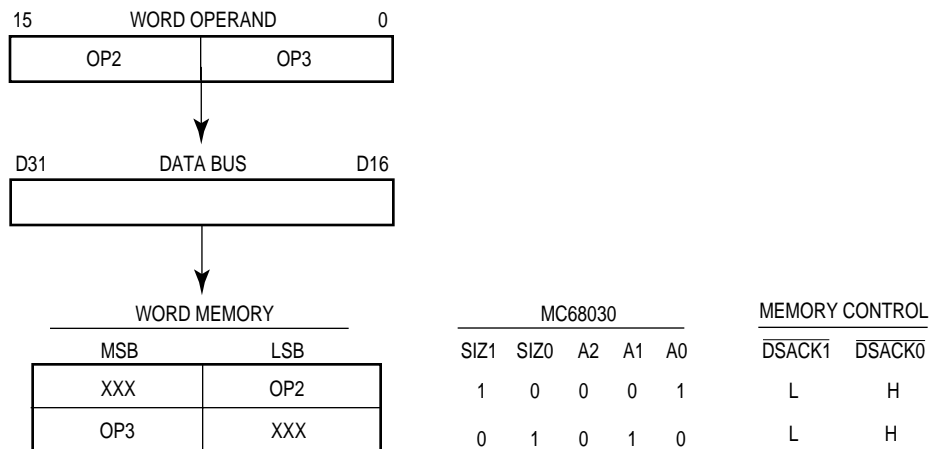 15 WORD OPERAND 0
OP2 OP3
D31 DATA BUS D16
WORD MEMORY MC68030 MEMORY CONTROL
MSB LSB SIZ1 SIZ0 A2 A1 A0 DSACK1 DSACK0
XXX OP2 1 0 0 0 1 L H
OP3 XXX 0 1 0 1 0 L H